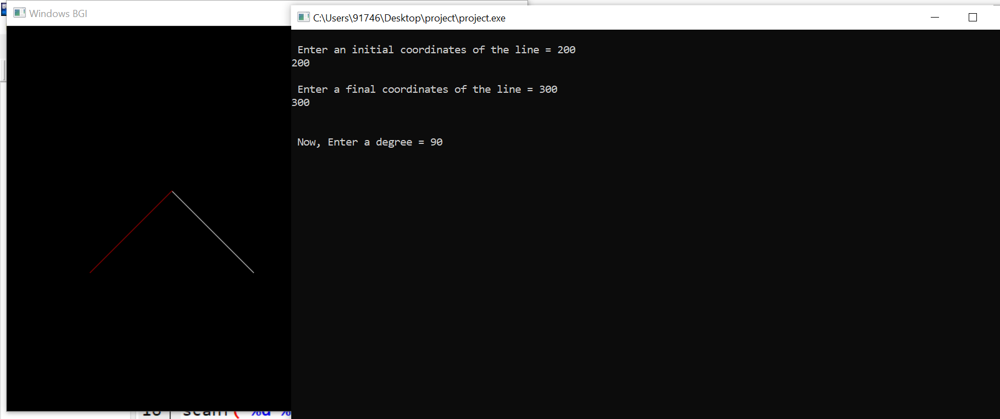 Windows BGI
C:\Users\91746\Desktop\project\project.exe
Enter an initial coordinates of the line = 200
200
Enter a final coordinates of the line = 300
300
Now, Enter a degree = 90
scanf( %d %